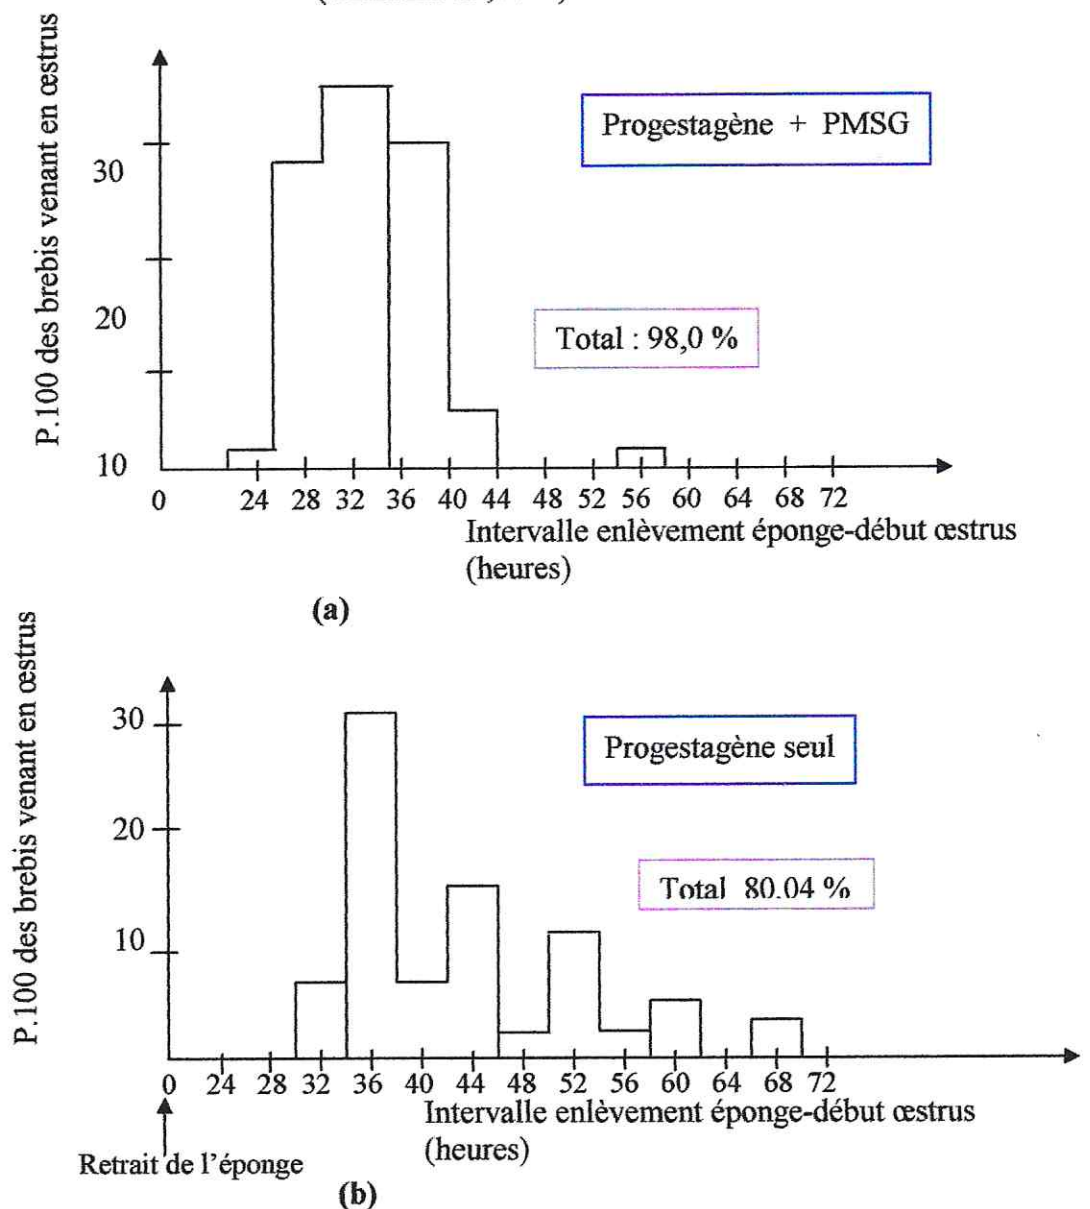 P.100 des brebis venant en œstrus
Progestagène + PMSG
30
20
Total : 98,0 %
10
0 24 28 32 36 40 44 48 52 56 60 64 68 72
Intervalle enlèvement éponge-début œstrus
(heures)
(a)
P.100 des brebis venant en œstrus
30
Progestagène seul
20
Total 80.04 %
10
0 24 28 32 36 40 44 48 52 56 60 64 68 72
Intervalle enlèvement éponge-début œstrus
(heures)
Retrait de l'éponge
(b)